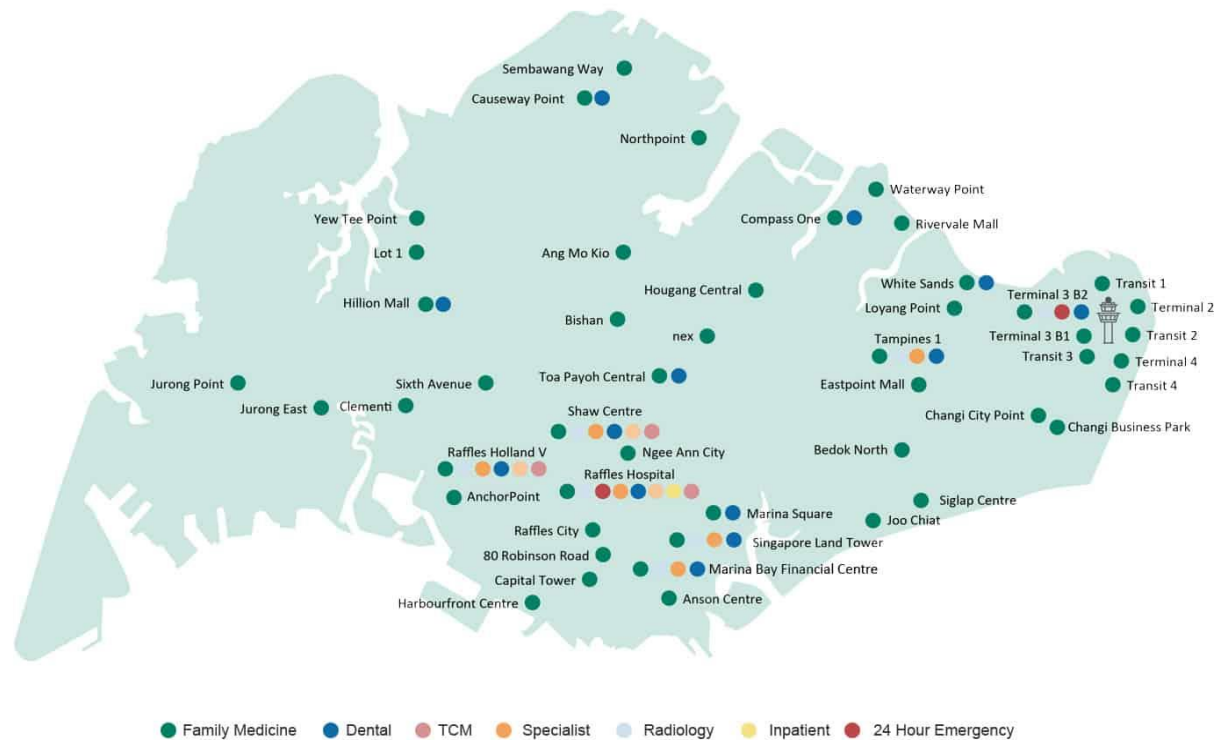 Sembawang Way
Causeway Point
Northpoint
Waterway Point
Yew Tee Point
Compass One
Rivervale Mall
Lot 1
Ang Mo Kio
White Sands
Transit 1
Hougang Central
Terminal 3 B2
Hillion Mall
Loyang Point
Terminal 2
Bishan
nex
Terminal 3 B1
Transit 2
Tampines 1
Transit 3
Terminal 4
Jurong Point
Sixth Avenue
Toa Payoh Central
Eastpoint Mall
Transit 4
Jurong East
Clementi
Shaw Centre
Changi City Point
Changi Business Park
Raffles Holland V
Ngee Ann City
Bedok North
Raffles Hospital
AnchorPoint
Siglap Centre
Marina Square
Joo Chiat
Raffles City
Singapore Land Tower
80 Robinson Road
Marina Bay Financial Centre
Capital Tower
Harbourfront Centre
Anson Centre
Family Medicine
Dental
TCM
Specialist
Radiology
Inpatient
24 Hour Emergency